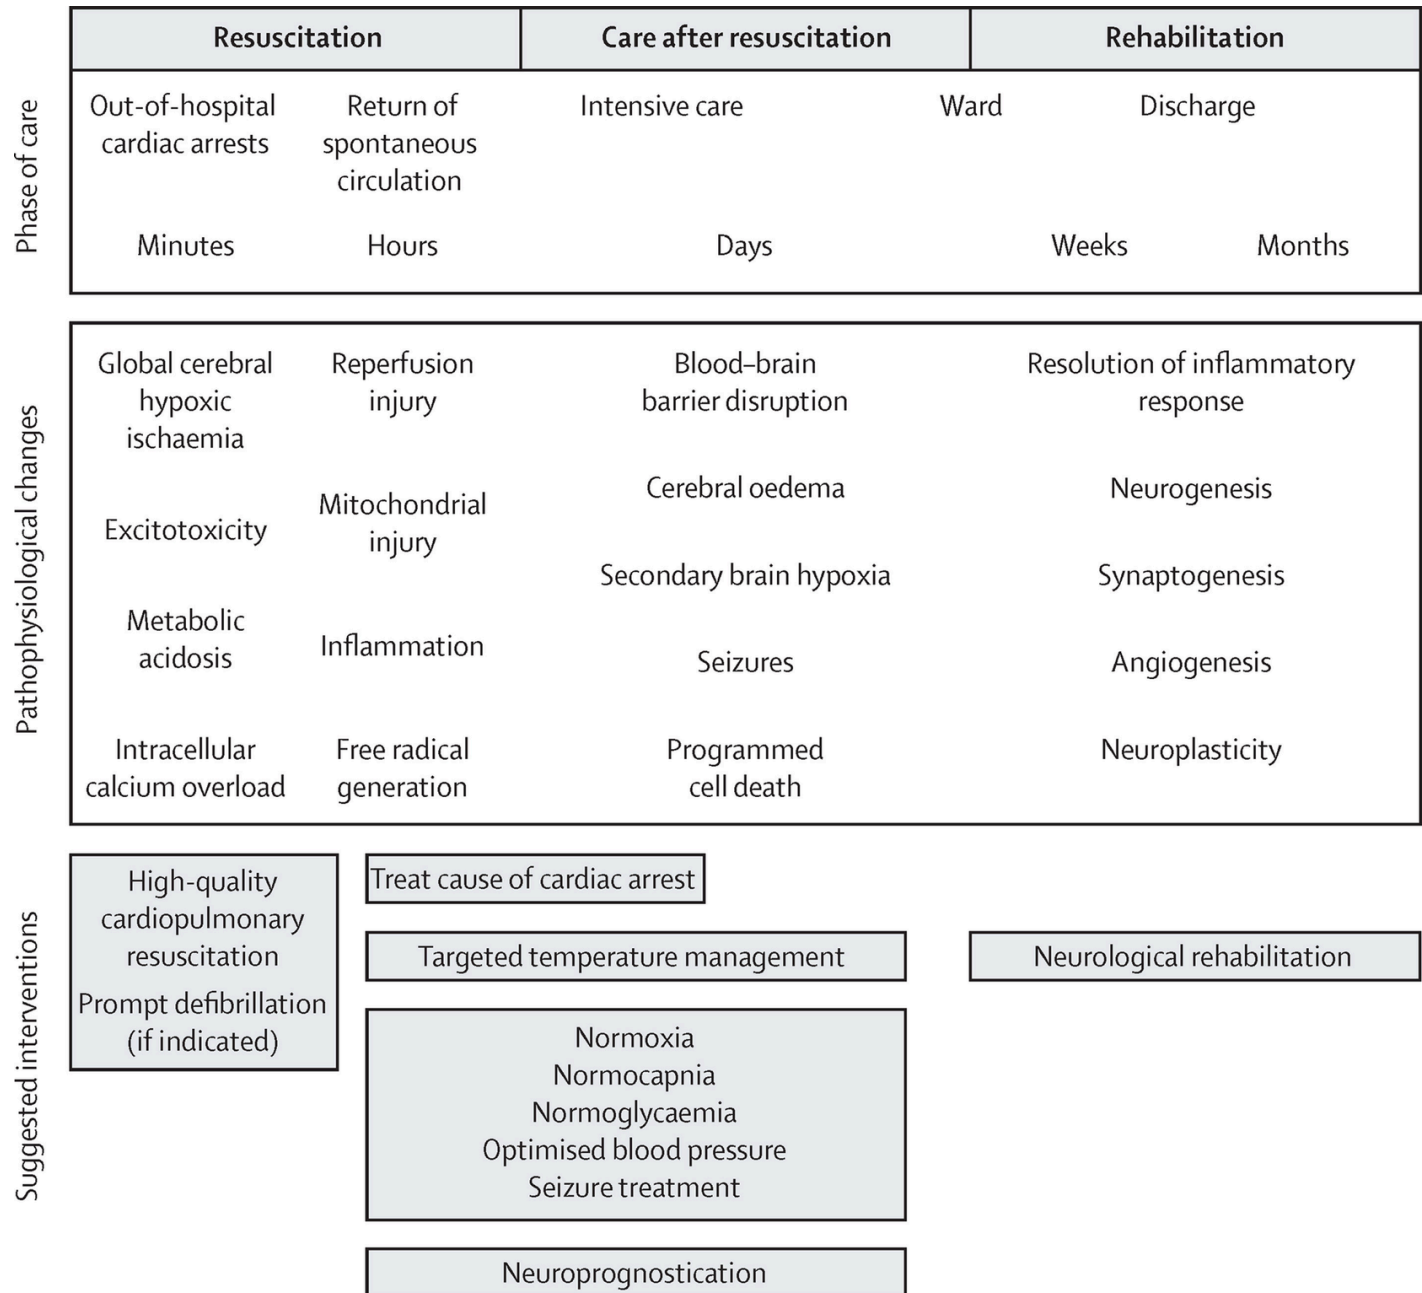 Resuscitation
Care after resuscitation
Rehabilitation
Phase of care
Out-of-hospital
cardiac arrests
Return of
spontaneous
circulation
Intensive care
Ward
Discharge
Minutes
Hours
Days
Weeks
Months
Pathophysiological changes
Global cerebral
hypoxic
ischaemia
Excitotoxicity
Metabolic
acidosis
Intracellular
calcium overload
Reperfusion
injury
Mitochondrial
injury
Inflammation
Free radical
generation
Blood–brain
barrier disruption
Cerebral oedema
Secondary brain hypoxia
Seizures
Programmed
cell death
Resolution of inflammatory
response
Neurogenesis
Synaptogenesis
Angiogenesis
Neuroplasticity
Suggested interventions
High-quality
cardiopulmonary
resuscitation
Prompt defibrillation
(if indicated)
Treat cause of cardiac arrest
Targeted temperature management
Normoxia
Normocapnia
Normoglycaemia
Optimised blood pressure
Seizure treatment
Neuroprognostication
Neurological rehabilitation